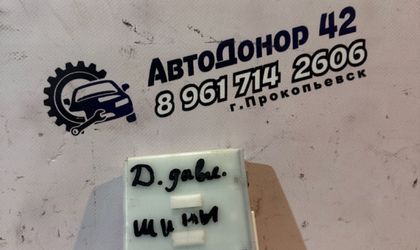 АвтоДонор 42
8 961 714 2606
г.Прокопьевск
Д. давл.
шины